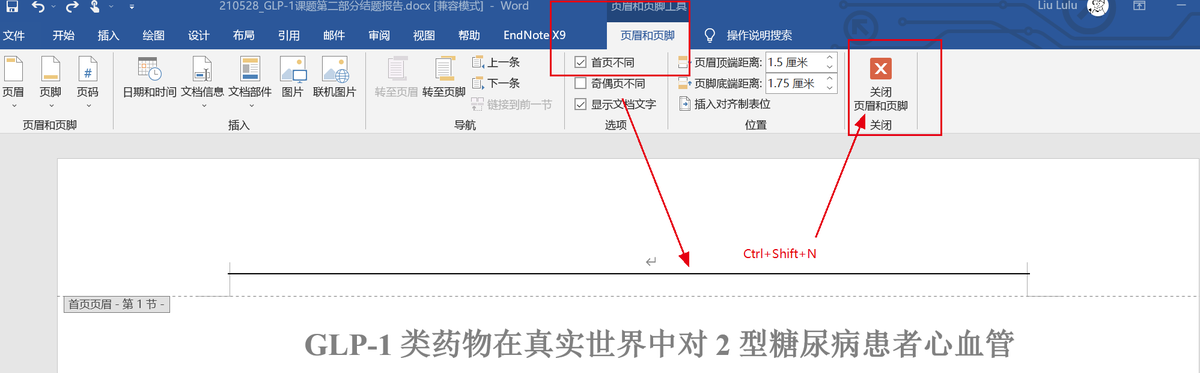 210528_GLP-1课题第二部分结题报告.docx [兼容模式] - Word
页眉和页脚工具
Liu Lulu
文件 开始 插入 绘图 设计 布局 引用 邮件 审阅 视图 帮助 EndNote X9 页眉和页脚 操作说明搜索
页眉 页脚 页码
页眉和页脚
日期和时间 文档信息 文档部件 图片 联机图片
插入
转至页眉 转至页脚
上一条
下一条
链接到前一节
导航
首页不同
奇偶页不同
显示文档文字
选项
页眉顶端距离: 1.5 厘米
页脚底端距离: 1.75 厘米
插入对齐制表位
位置
关闭
页眉和页脚
关闭
Ctrl+Shift+N
首页页眉 - 第 1 节 -
GLP-1 类药物在真实世界中对 2 型糖尿病患者心血管